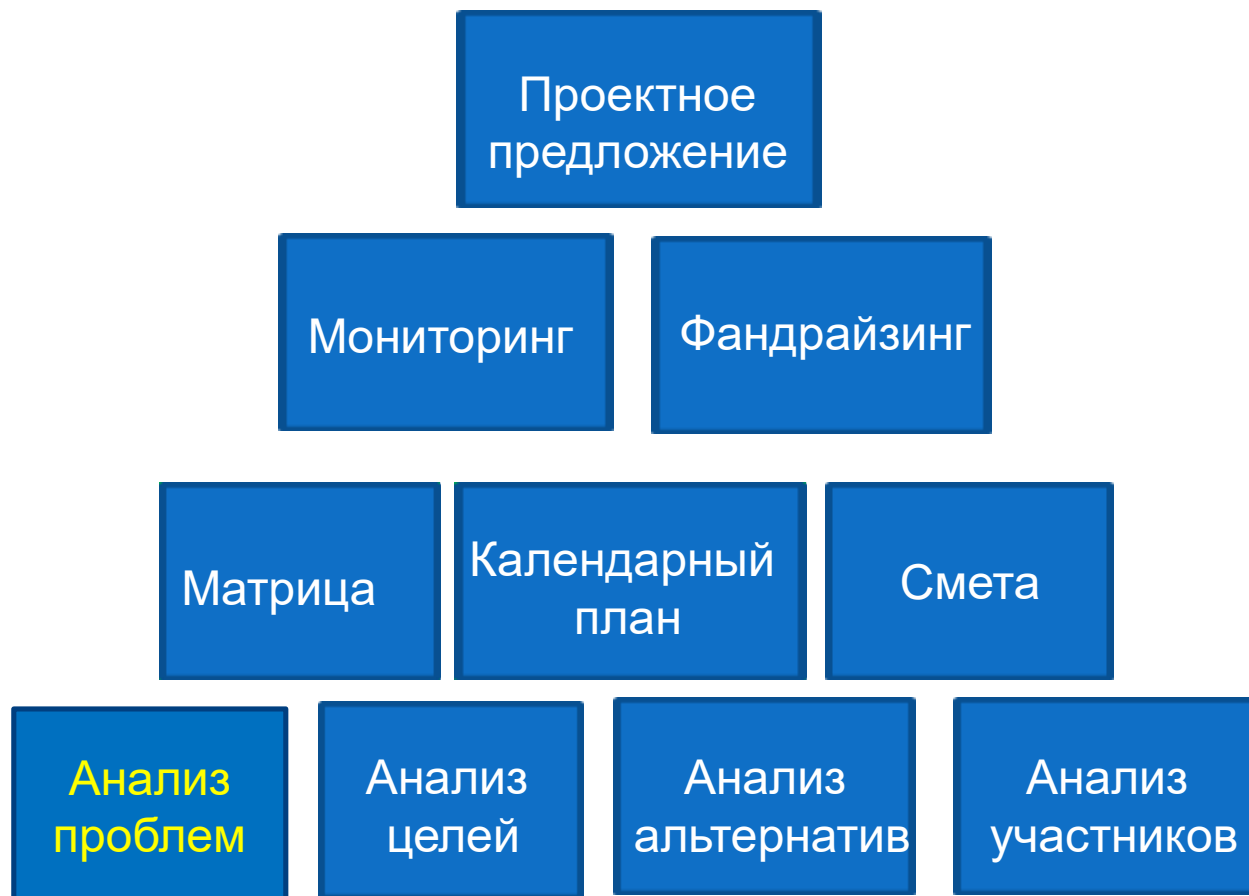 Проектное
предложение
Мониторинг
Фандрайзинг
Матрица
Календарный
план
Смета
Анализ
проблем
Анализ
целей
Анализ
альтернатив
Анализ
участников